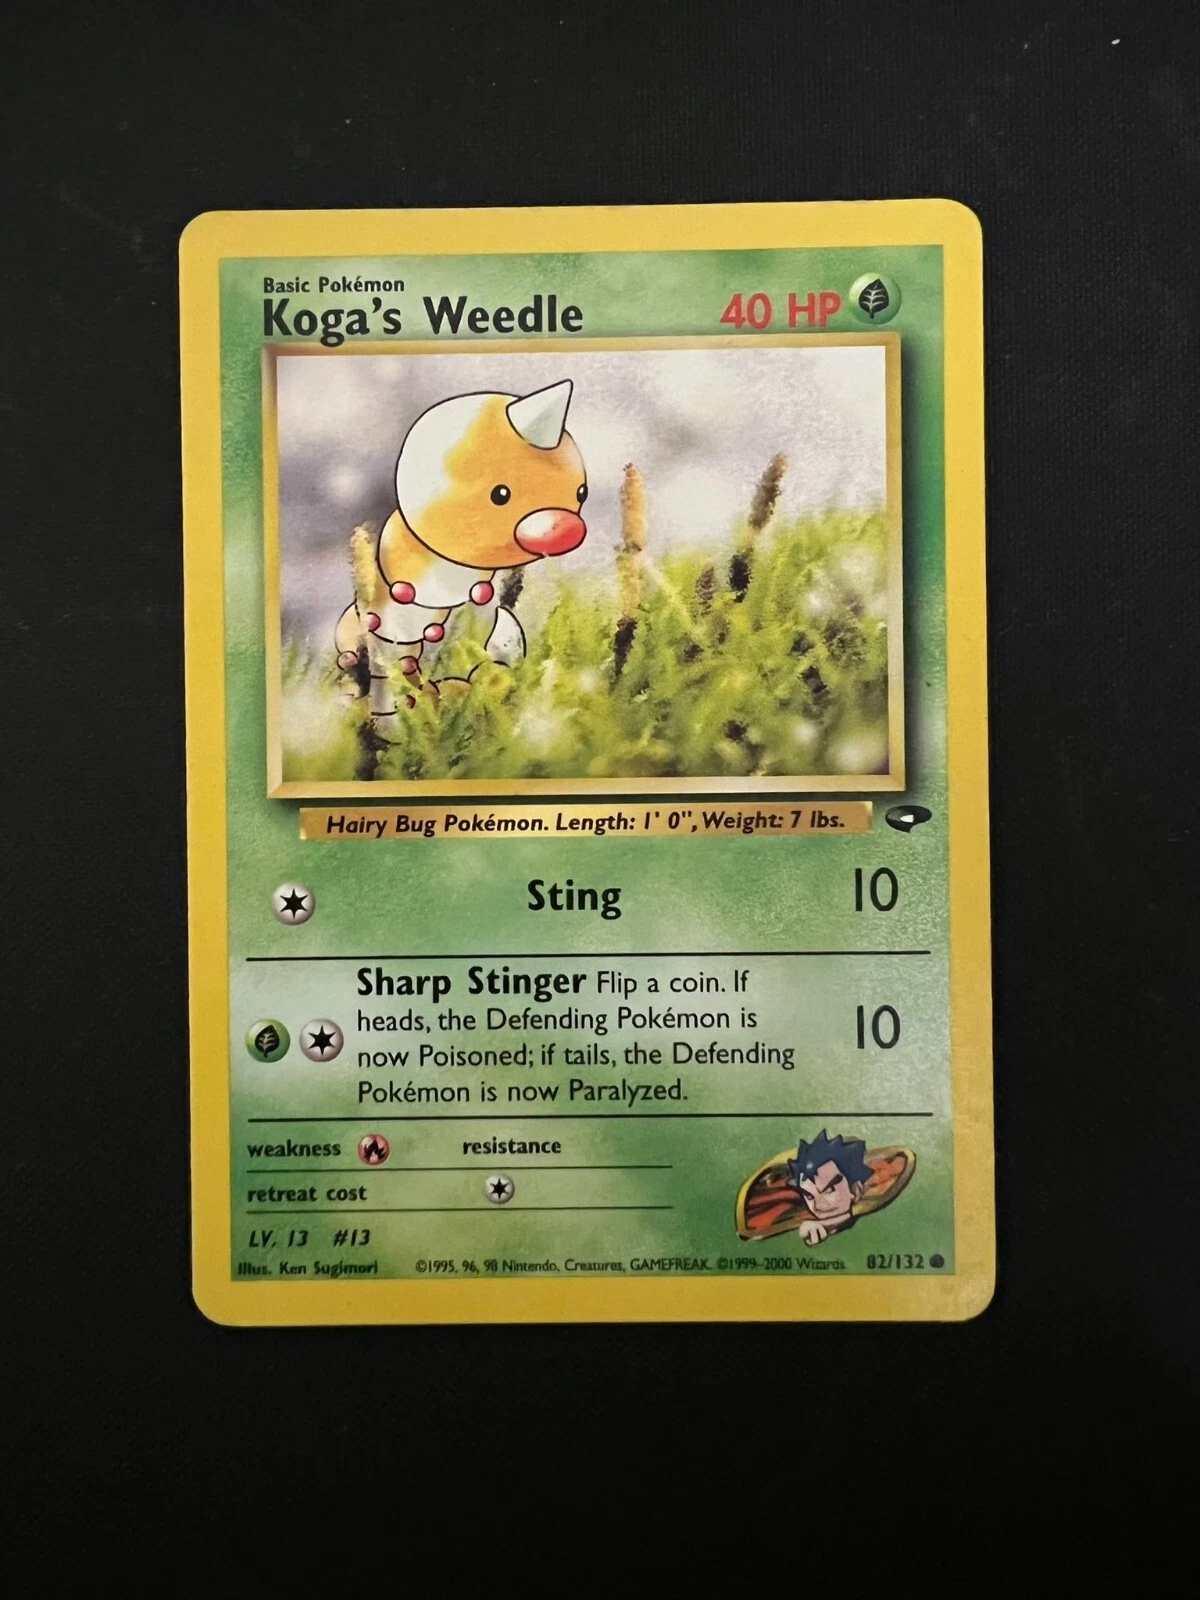 Basic Pokémon
Koga's Weedle 40 HP
Hairy Bug Pokémon. Length: 1' 0", Weight: 7 lbs.
Sting 10
Sharp Stinger Flip a coin. If
heads, the Defending Pokémon is
now Poisoned; if tails, the Defending
Pokémon is now Paralyzed.
10
weakness resistance
retreat cost
LV. 13 #13
Illus. Ken Sugimori ©1995, 96, 98 Nintendo, Creatures, GAMEFREAK. ©1999-2000 Wizards. 82/132